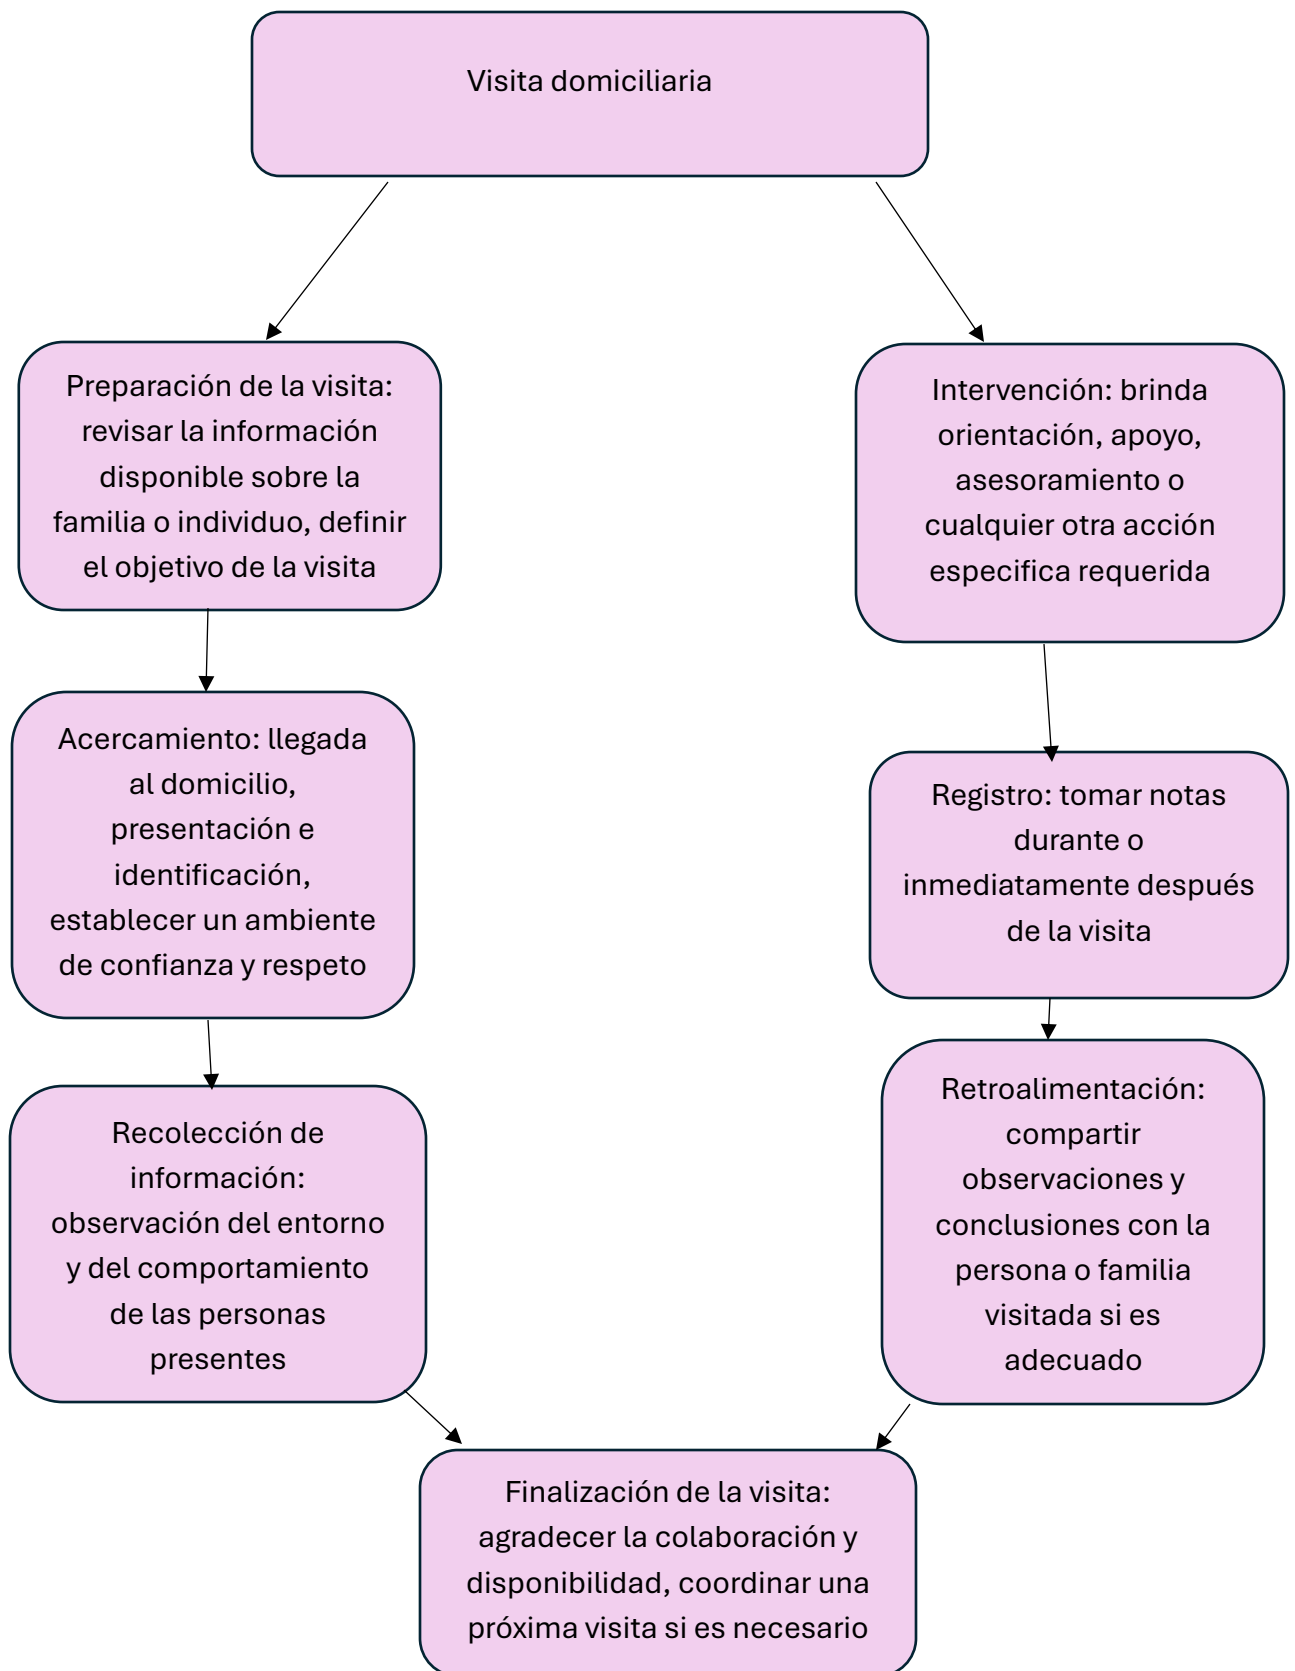 Visita domiciliaria
Preparación de la visita:
revisar la información
disponible sobre la
familia o individuo, definir
el objetivo de la visita
Acercamiento: llegada
al domicilio,
presentación e
identificación,
establecer un ambiente
de confianza y respeto
Recolección de
información:
observación del entorno
y del comportamiento
de las personas
presentes
Intervención: brinda
orientación, apoyo,
asesoramiento o
cualquier otra acción
especifica requerida
Registro: tomar notas
durante o
inmediatamente después
de la visita
Retroalimentación:
compartir
observaciones y
conclusiones con la
persona o familia
visitada si es
adecuado
Finalización de la visita:
agradecer la colaboración y
disponibilidad, coordinar una
próxima visita si es necesario